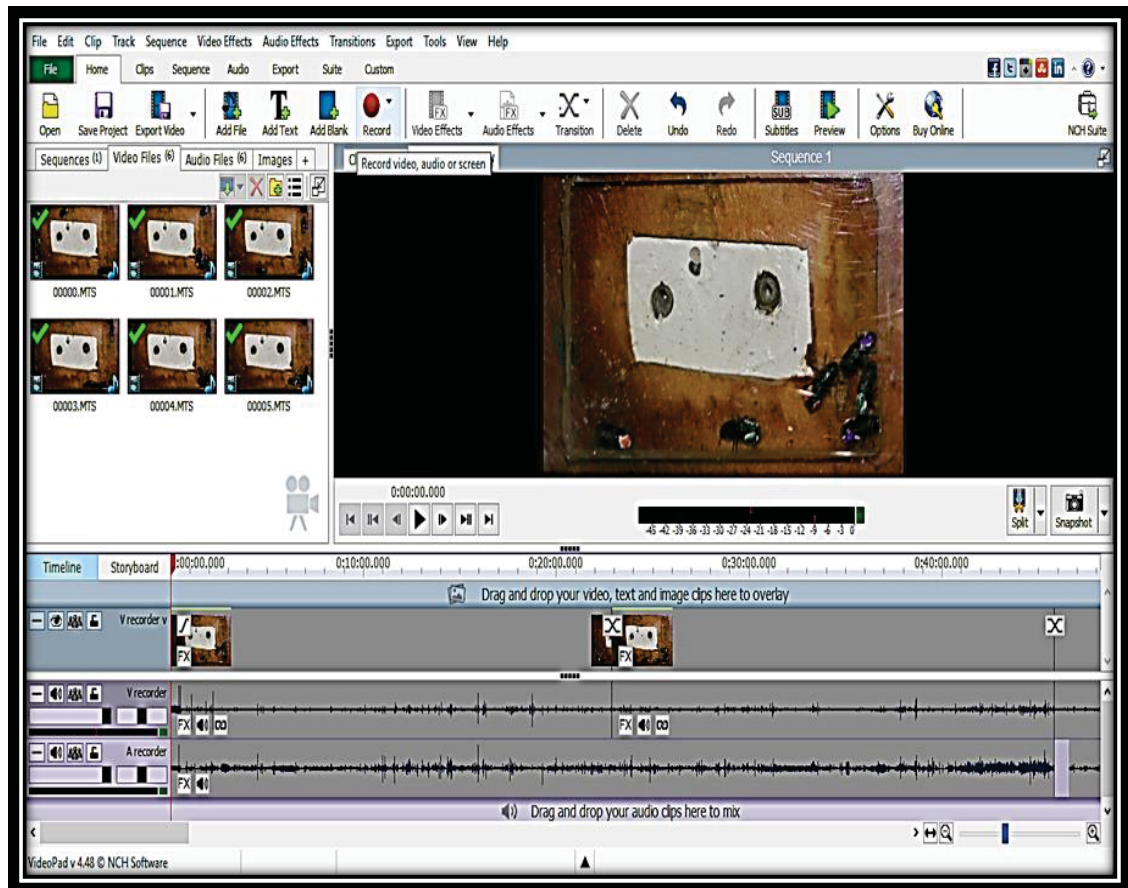 File Edit Clip Track Sequence Video Effects Audio Effects Transitions Export Tools View Help
File Home Clips Sequence Audio Export Suite Custom
Open Save Project Export Video Add File Add Text Add Blank Record Video Effects Audio Effects Transition Delete Undo Redo SUB Subtitles Preview Options Buy Online NCH Suite
Sequences (1) Video Files (6) Audio Files (6) Images +
Record video, audio or screen
Sequence 1
00000.MTS 00001.MTS 00002.MTS
00003.MTS 00004.MTS 00005.MTS
0:00:00.000
-45 -42 -39 -36 -33 -30 -27 -24 -21 -18 -15 -12 -9 -6 -3 0
Split Snapshot
Timeline Storyboard :00:00.000 0:10:00.000 0:20:00.000 0:30:00.000 0:40:00.000
Drag and drop your video, text and image clips here to overlay
V recorder v
FX FX
V recorder
FX FX
A recorder
FX
Drag and drop your audio clips here to mix
VideoPad v 4.48 © NCH Software